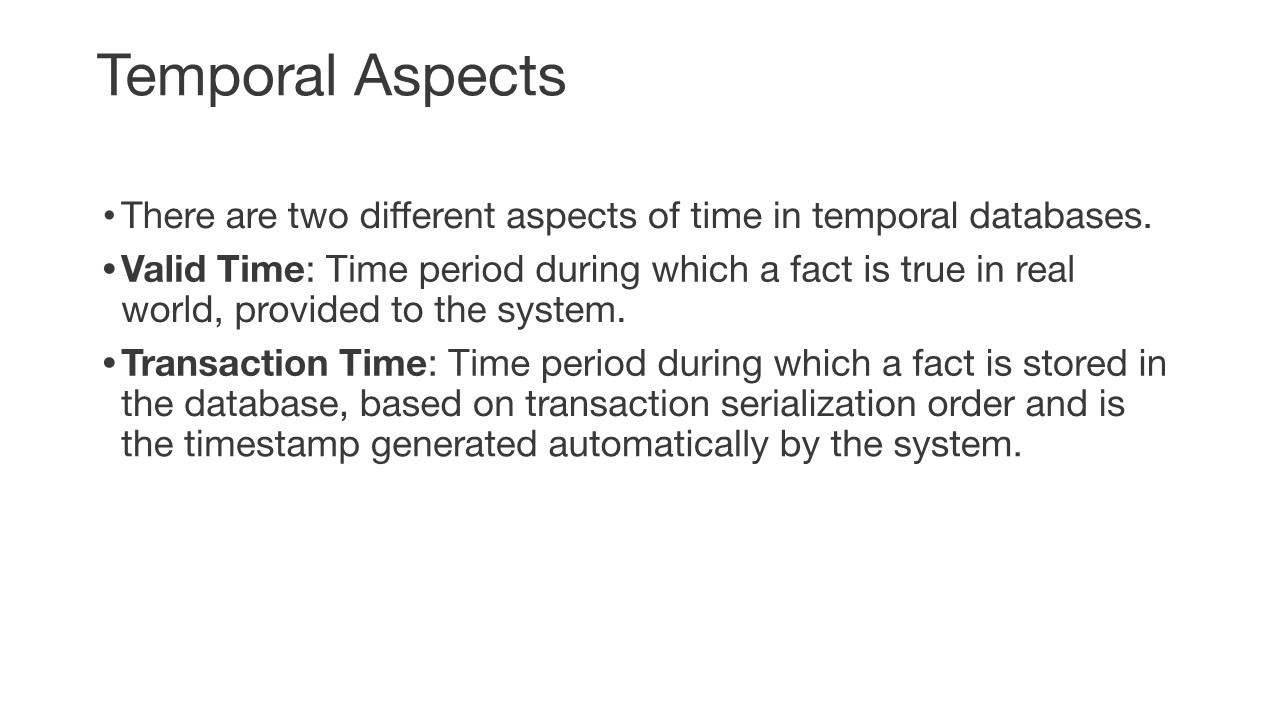 Temporal Aspects
• There are two different aspects of time in temporal databases.
• Valid Time: Time period during which a fact is true in real
world, provided to the system.
• Transaction Time: Time period during which a fact is stored in
the database, based on transaction serialization order and is
the timestamp generated automatically by the system.